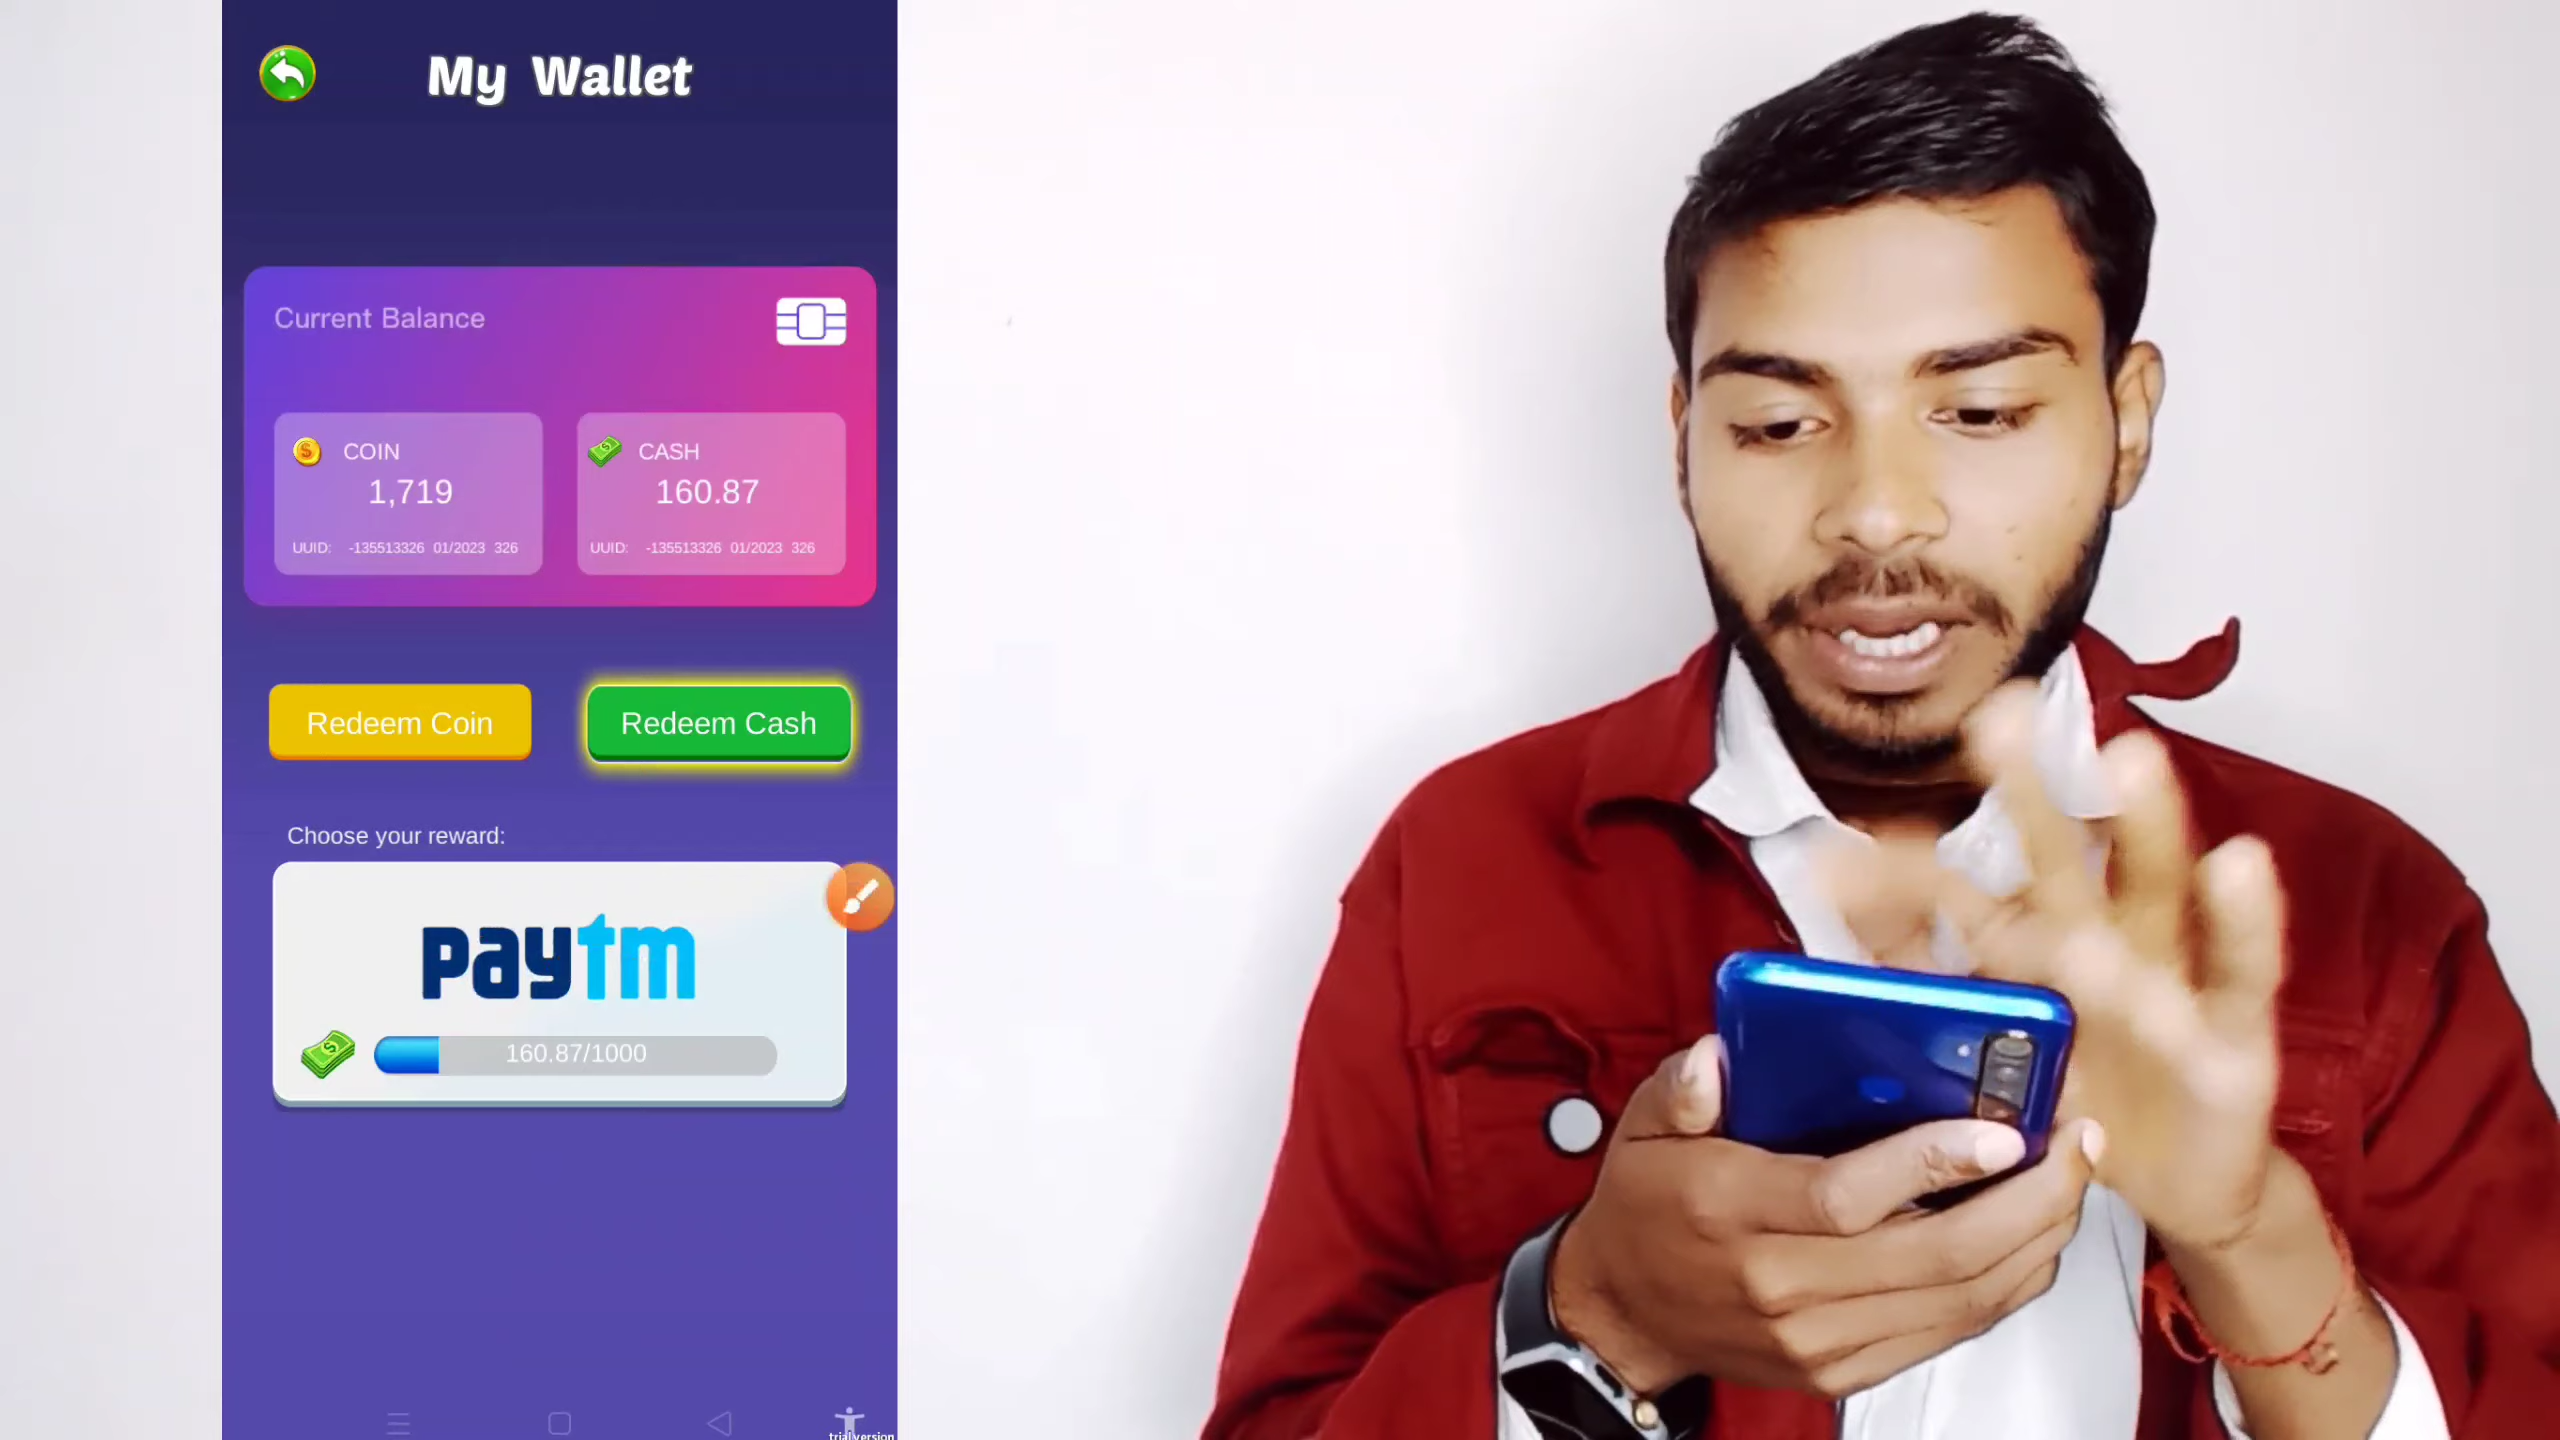 My Wallet
Current Balance
COIN
1,719
UUID: -135513326 01/2023 326
CASH
160.87
UUID: -135513326 01/2023 326
Redeem Coin
Redeem Cash
Choose your reward:
paytm
160.87/1000
trial version